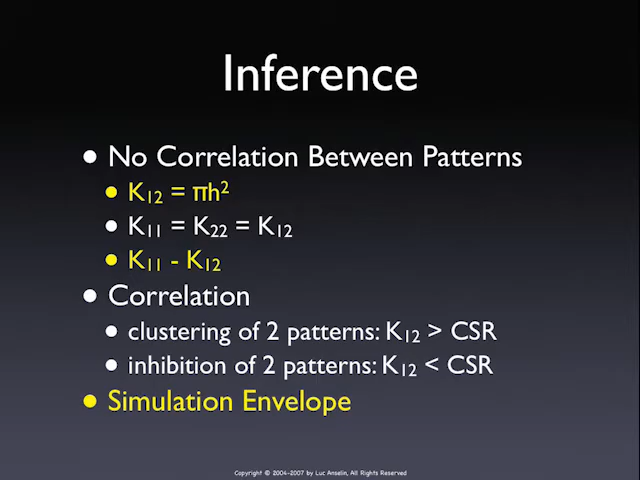 Inference
• No Correlation Between Patterns
• K₁₂ = πh²
• K₁₁ = K₂₂ = K₁₂
• K₁₁ - K₁₂
• Correlation
• clustering of 2 patterns: K₁₂ > CSR
• inhibition of 2 patterns: K₁₂ < CSR
• Simulation Envelope
Copyright © 2004-2007 by Luc Anselin, All Rights Reserved